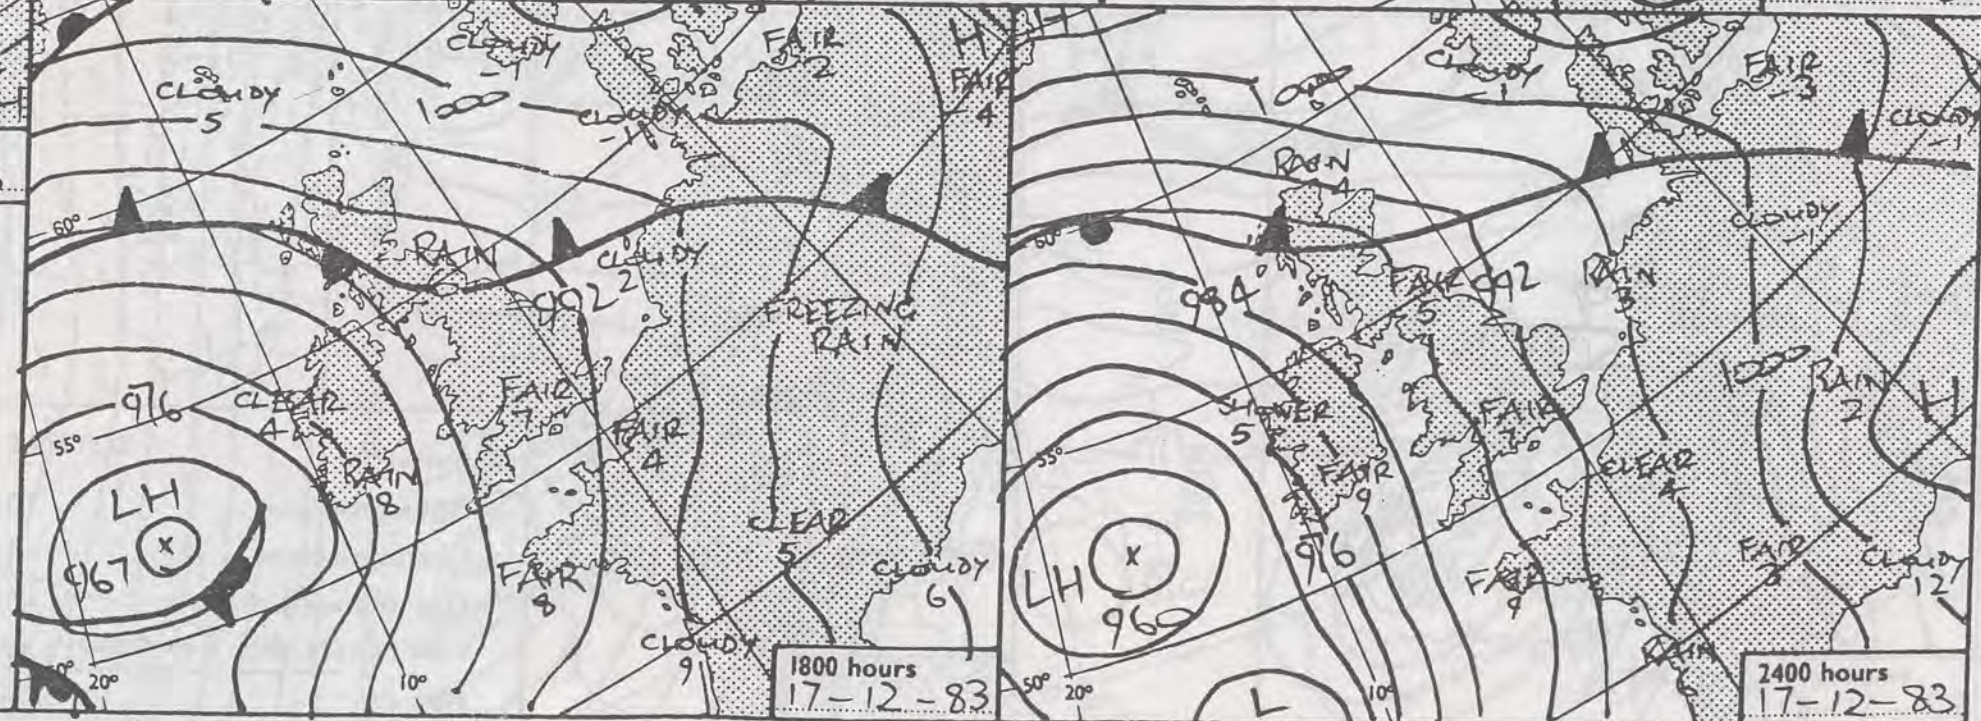 CLOUDY
-1
FAIR
-2
H
FAIR
-4
CLOUDY
5
1000
CLOUDY
-1
60°
RAIN
6
CLOUDY
2
992
FREEZING
RAIN
976
CLEAR
4
FAIR
7
FAIR
4
55°
RAIN
8
LH
967
CLEAR
5
FAIR
8
CLOUDY
6
CLOUDY
9
50°
20°
10°
1800 hours
17-12-83
CLOUDY
-1
FAIR
-3
CLOUDY
-1
1000
RAIN
4
60°
CLOUDY
-1
984
FAIR
5
992
RAIN
3
1000
RAIN
2
H
SHOWER
5
FAIR
7
55°
FAIR
9
CLEAR
4
976
LH
960
FAIR
9
FAIR
3
CLOUDY
12
RAIN
50°
20°
L
10°
2400 hours
17-12-83